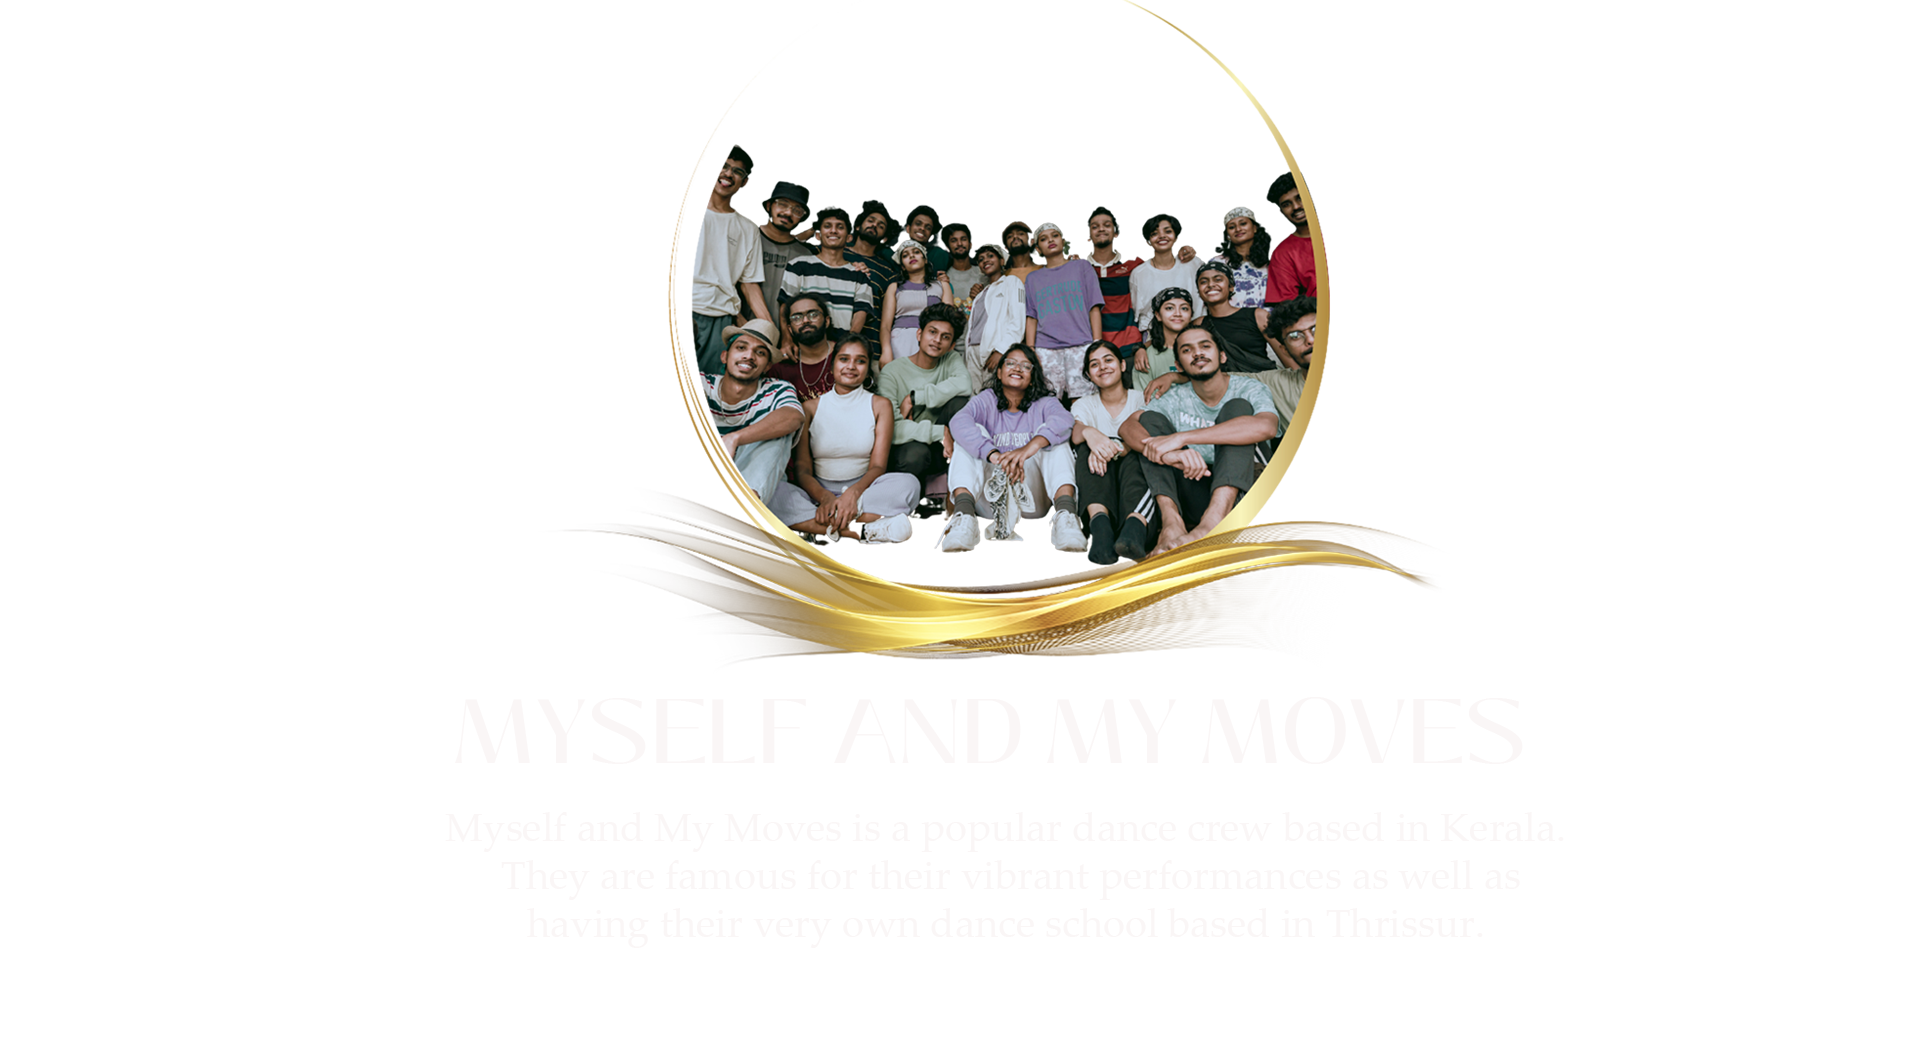 MYSELF AND MY MOVES
Myself and My Moves is a popular dance crew based in Kerala.
They are famous for their vibrant performances as well as
having their very own dance school based in Thrissur.